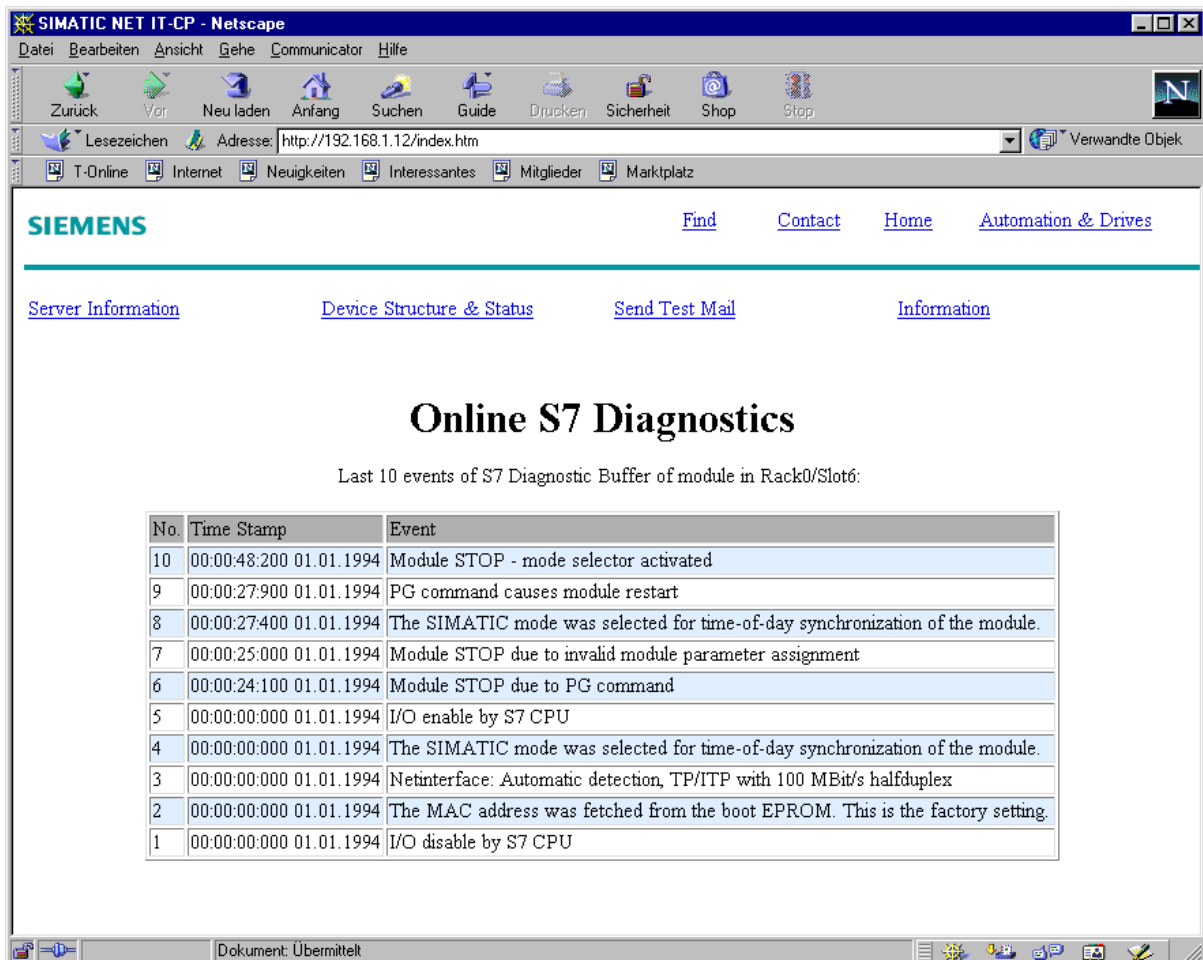 SIMATIC NET IT-CP - Netscape
Datei Bearbeiten Ansicht Gehe Communicator Hilfe
Zurück Vor Neu laden Anfang Suchen Guide Drucken Sicherheit Shop Stop
N
Lesezeichen Adresse: http://192.168.1.12/index.htm Verwandte Objek
T-Online Internet Neuigkeiten Interessantes Mitglieder Marktplatz
SIEMENS Find Contact Home Automation & Drives
Server Information Device Structure & Status Send Test Mail Information
Online S7 Diagnostics
Last 10 events of S7 Diagnostic Buffer of module in Rack0/Slot6:
No. Time Stamp Event
10 00:00:48:200 01.01.1994 Module STOP - mode selector activated
9 00:00:27:900 01.01.1994 PG command causes module restart
8 00:00:27:400 01.01.1994 The SIMATIC mode was selected for time-of-day synchronization of the module.
7 00:00:25:000 01.01.1994 Module STOP due to invalid module parameter assignment
6 00:00:24:100 01.01.1994 Module STOP due to PG command
5 00:00:00:000 01.01.1994 I/O enable by S7 CPU
4 00:00:00:000 01.01.1994 The SIMATIC mode was selected for time-of-day synchronization of the module.
3 00:00:00:000 01.01.1994 Netinterface: Automatic detection, TP/ITP with 100 MBit/s halfduplex
2 00:00:00:000 01.01.1994 The MAC address was fetched from the boot EPROM. This is the factory setting.
1 00:00:00:000 01.01.1994 I/O disable by S7 CPU
Dokument: Übermittelt